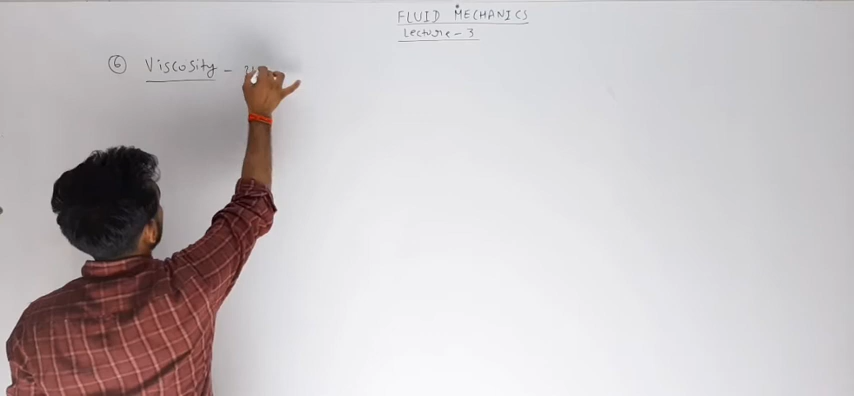 FLUID MECHANICS
Lecture - 3
⑥ Viscosity -